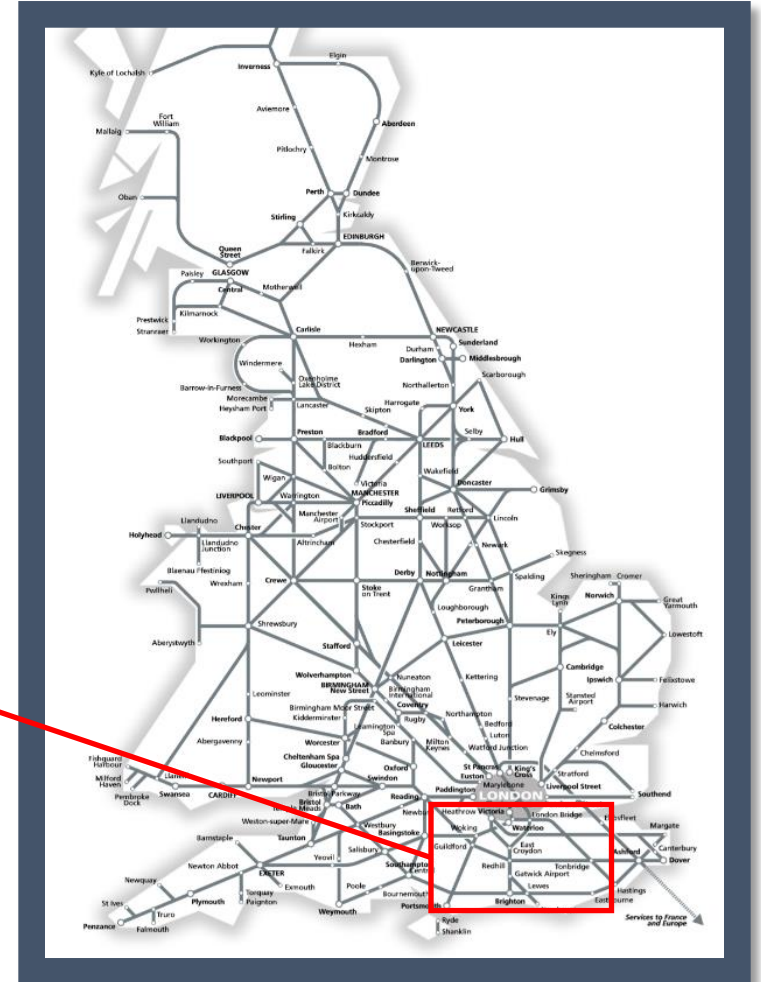 Elgin
Inverness
Kyle of Lochalsh
Aviemore
Fort
William
Aberdeen
Mallaig
Pitlochry
Montrose
Perth
Dundee
Oban
Stirling
Kirkcaldy
EDINBURGH
Queen
Street
Falkirk
Berwick-
upon-Tweed
Paisley
GLASGOW
Central
Motherwell
Prestwick
Kilmarnock
Stranraer
Carlisle
NEWCASTLE
Workington
Hexham
Durham
Sunderland
Darlington
Middlesbrough
Windermere
Scarborough
Oxenholme
Lake District
Northallerton
Barrow-in-Furness
Morecambe
Heysham Port
Lancaster
Harrogate
York
Skipton
Blackpool
Preston
Bradford
LEEDS
Selby
Hull
Blackburn
Huddersfield
Southport
Bolton
Wakefield
Wigan
Victoria
Doncaster
LIVERPOOL
Warrington
MANCHESTER
Piccadilly
Grimsby
Manchester
Airport
Sheffield
Retford
Llandudno
Chester
Stockport
Worksop
Lincoln
Holyhead
Llandudno
Junction
Altrincham
Chesterfield
Newark
Skegness
Blaenau Ffestiniog
Wrexham
Crewe
Derby
Nottingham
Spalding
Sheringham
Cromer
Stoke
on Trent
Grantham
Pwllheli
Kings
Lynn
Norwich
Great
Yarmouth
Loughborough
Shrewsbury
Peterborough
Ely
Lowestoft
Aberystwyth
Stafford
Leicester
Wolverhampton
Cambridge
BIRMINGHAM
New Street
Nuneaton
Kettering
Ipswich
Felixstowe
Leominster
Birmingham
International
Stevenage
Stansted
Airport
Birmingham Moor Street
Coventry
Harwich
Hereford
Kidderminster
Rugby
Northampton
Bedford
Leamington
Spa
Colchester
Worcester
Banbury
Milton
Keynes
Luton
Abergavenny
Watford Junction
Chelmsford
Cheltenham Spa
Gloucester
Oxford
St Pancras
King's
Cross
Fishguard
Harbour
Euston
Stratford
Milford
Haven
Newport
Swindon
Marylebone
Paddington
Liverpool Street
Pembroke
Dock
Swansea
CARDIFF
Bristol Parkway
Reading
LONDON
Southend
Bristol
Temple Meads
Bath
Heathrow
Victoria
London Bridge
Weston-super-Mare
Westbury
Basingstoke
Woking
Waterloo
Margate
Barnstaple
Taunton
Salisbury
Guildford
East
Croydon
Ashford
Canterbury
Yeovil
Southampton
Central
Redhill
Tonbridge
Dover
Newton Abbot
EXETER
Gatwick Airport
Newquay
Exmouth
Poole
Bournemouth
Lewes
Hastings
St Ives
Plymouth
Torquay
Paignton
Weymouth
Portsmouth
Brighton
Eastbourne
Truro
Ryde
Penzance
Falmouth
Shanklin
Services to France
and Europe